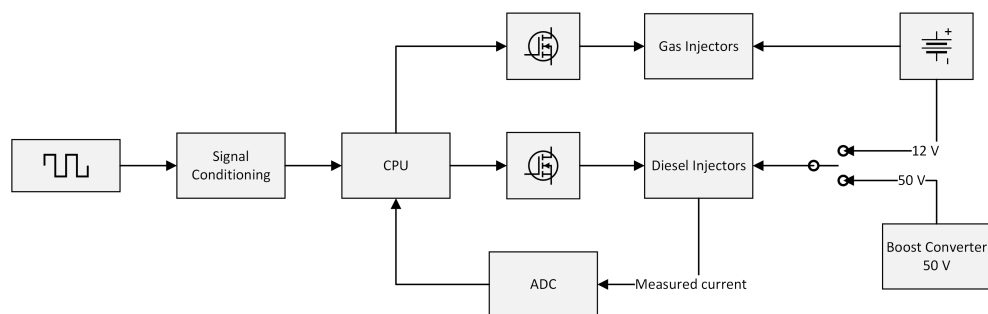 Gas Injectors
+
-
Signal
Conditioning
CPU
Diesel Injectors
12 V
50 V
Boost Converter
50 V
ADC
Measured current